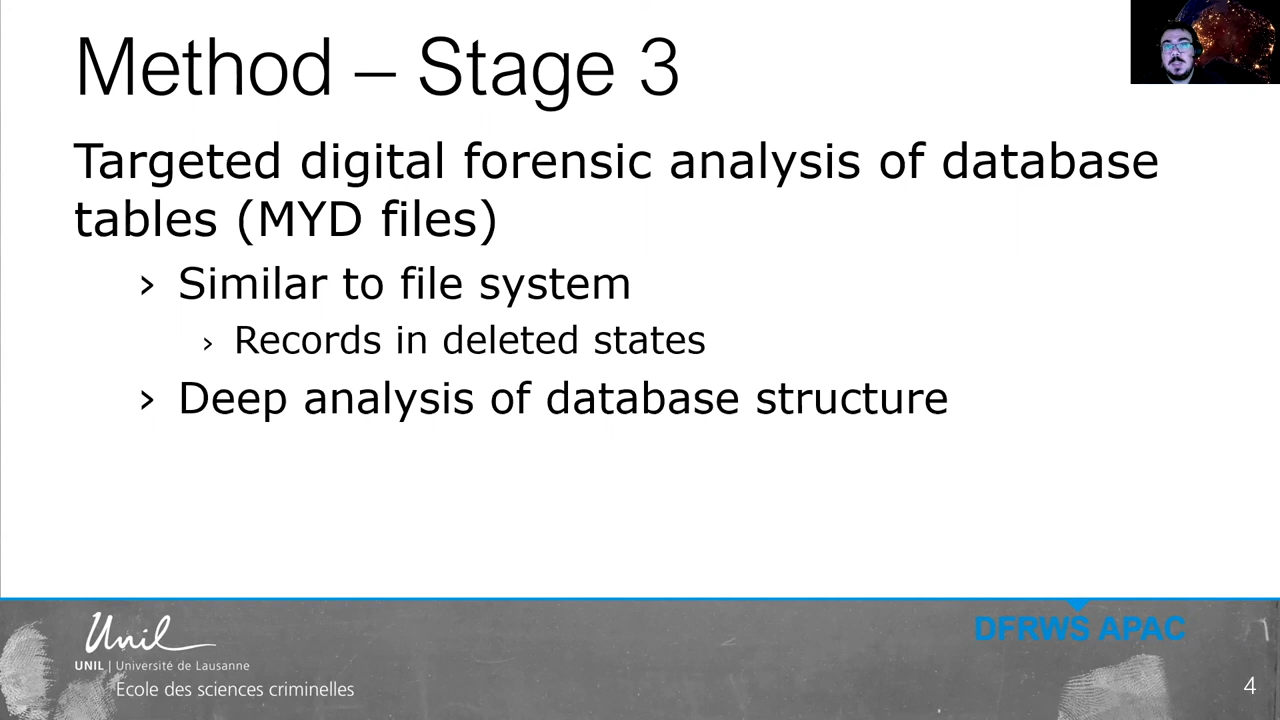 Method – Stage 3
Targeted digital forensic analysis of database
tables (MYD files)
› Similar to file system
› Records in deleted states
› Deep analysis of database structure
Unil
UNIL | Université de Lausanne
Ecole des sciences criminelles
DFRWS APAC
4